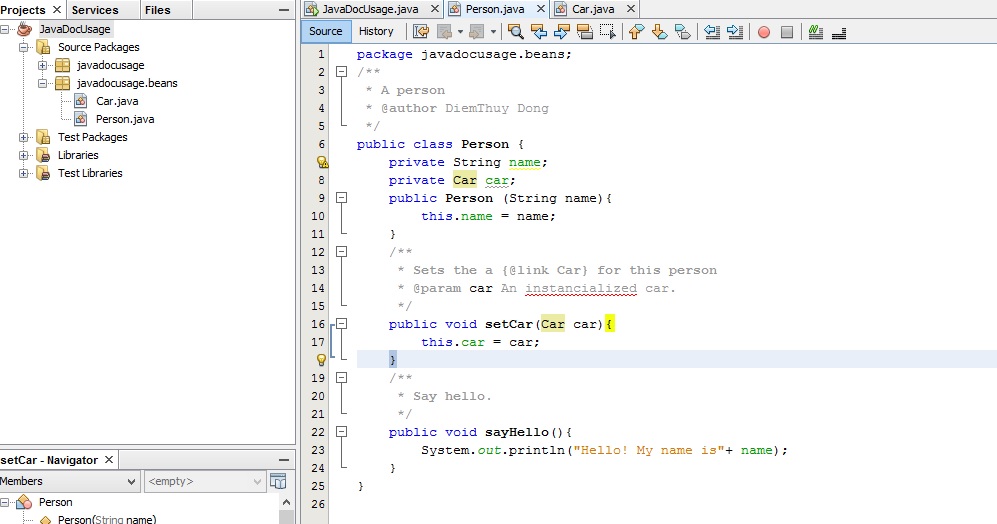 Projects × Services Files
JavaDocUsage
Source Packages
javadocusage
javadocusage.beans
Car.java
Person.java
Test Packages
Libraries
Test Libraries
setCar - Navigator ×
Members <empty>
Person
Person(String name)
JavaDocUsage.java × Person.java × Car.java ×
Source History
1 package javadocusage.beans;
2 /**
3 * A person
4 * @author DiemThuy Dong
5 */
6 public class Person {
private String name;
8 private Car car;
9 public Person (String name){
10 this.name = name;
11 }
12 /**
13 * Sets the a {@link Car} for this person
14 * @param car An instancialized car.
15 */
16 public void setCar(Car car){
17 this.car = car;
}
19 /**
20 * Say hello.
21 */
22 public void sayHello(){
23 System.out.println("Hello! My name is"+ name);
24 }
25 }
26